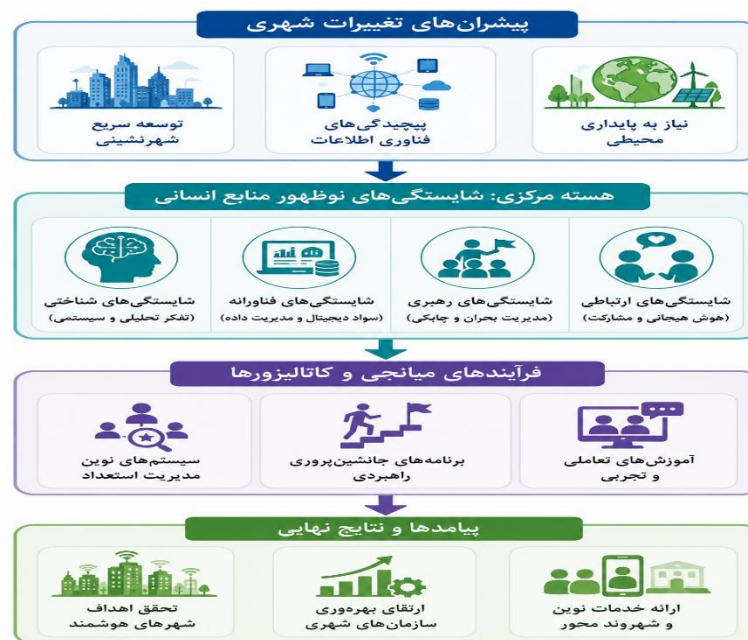 پیشران‌های تغییرات شهری
نیاز به پایداری
محیطی
پیچیدگی‌های
فناوری اطلاعات
توسعه سریع
شهرنشینی
هسته مرکزی: شایستگی‌های نوظهور منابع انسانی
شایستگی‌های ارتباطی
(هوش هیجانی و مشارکت)
شایستگی‌های رهبری
(مدیریت بحران و چابکی)
شایستگی‌های فناورانه
(سواد دیجیتال و مدیریت داده)
شایستگی‌های شناختی
(تفکر تحلیلی و سیستمی)
فرآیندهای میانجی و کاتالیزورها
آموزش‌های تعاملی
و تجربی
برنامه‌های جانشین‌پروری
راهبردی
سیستم‌های نوین
مدیریت استعداد
پیامدها و نتایج نهایی
ارائه خدمات نوین
و شهروند محور
ارتقای بهره‌وری
سازمان‌های شهری
تحقق اهداف
شهرهای هوشمند